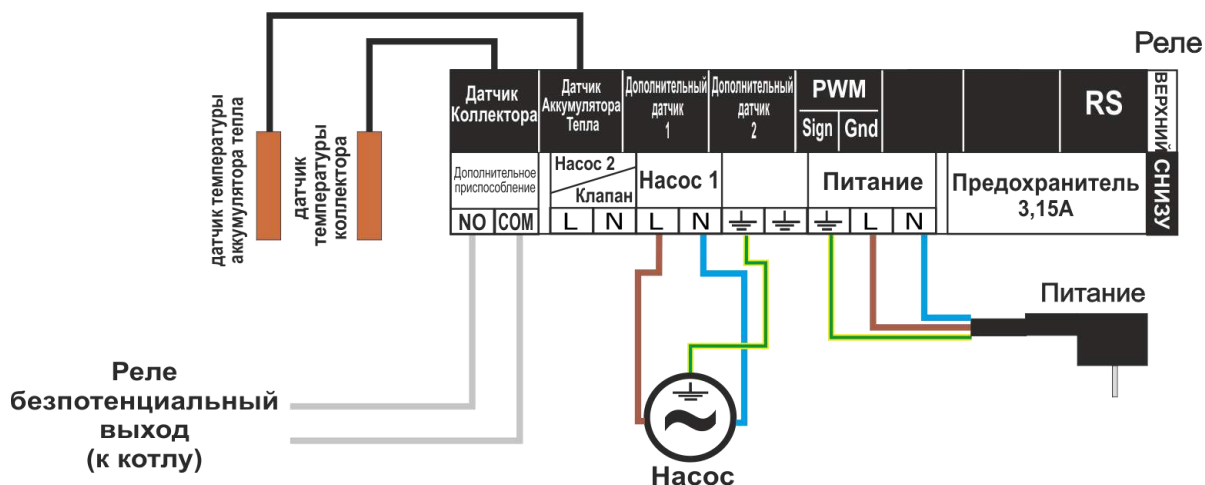 Реле
Датчик
Коллектора
Датчик
Аккумулятора
Тепла
Дополнительный
датчик
1
Дополнительный
датчик
2
PWM
Sign Gnd
RS
ВЕРХНИЙ
Дополнительное
приспособление
NO COM
Насос 2
Клапан
L N
Насос 1
L N
Питание
L N
Предохранитель
3,15А
СНИЗУ
датчик температуры
аккумулятора тепла
датчик
температуры
коллектора
Питание
Реле
безпотенциальный
выход
(к котлу)
Насос